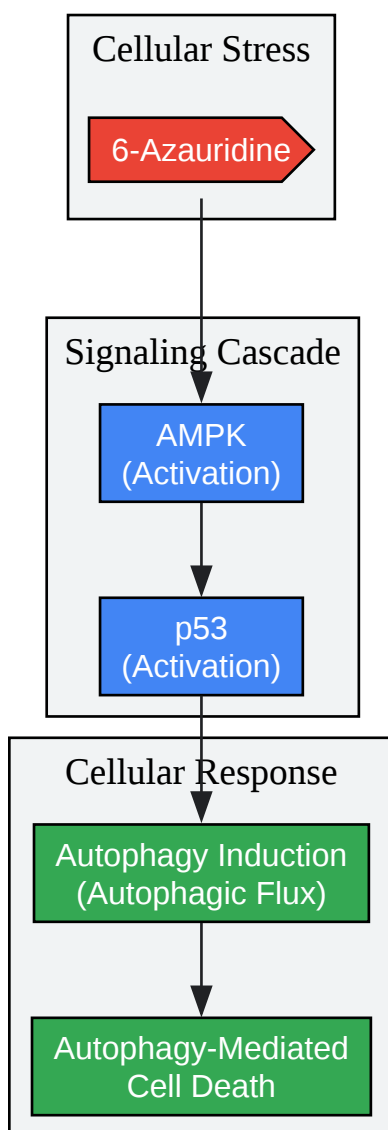 Cellular Stress
6-Azauridine
Signaling Cascade
AMPK
(Activation)
p53
(Activation)
Cellular Response
Autophagy Induction
(Autophagic Flux)
Autophagy-Mediated
Cell Death